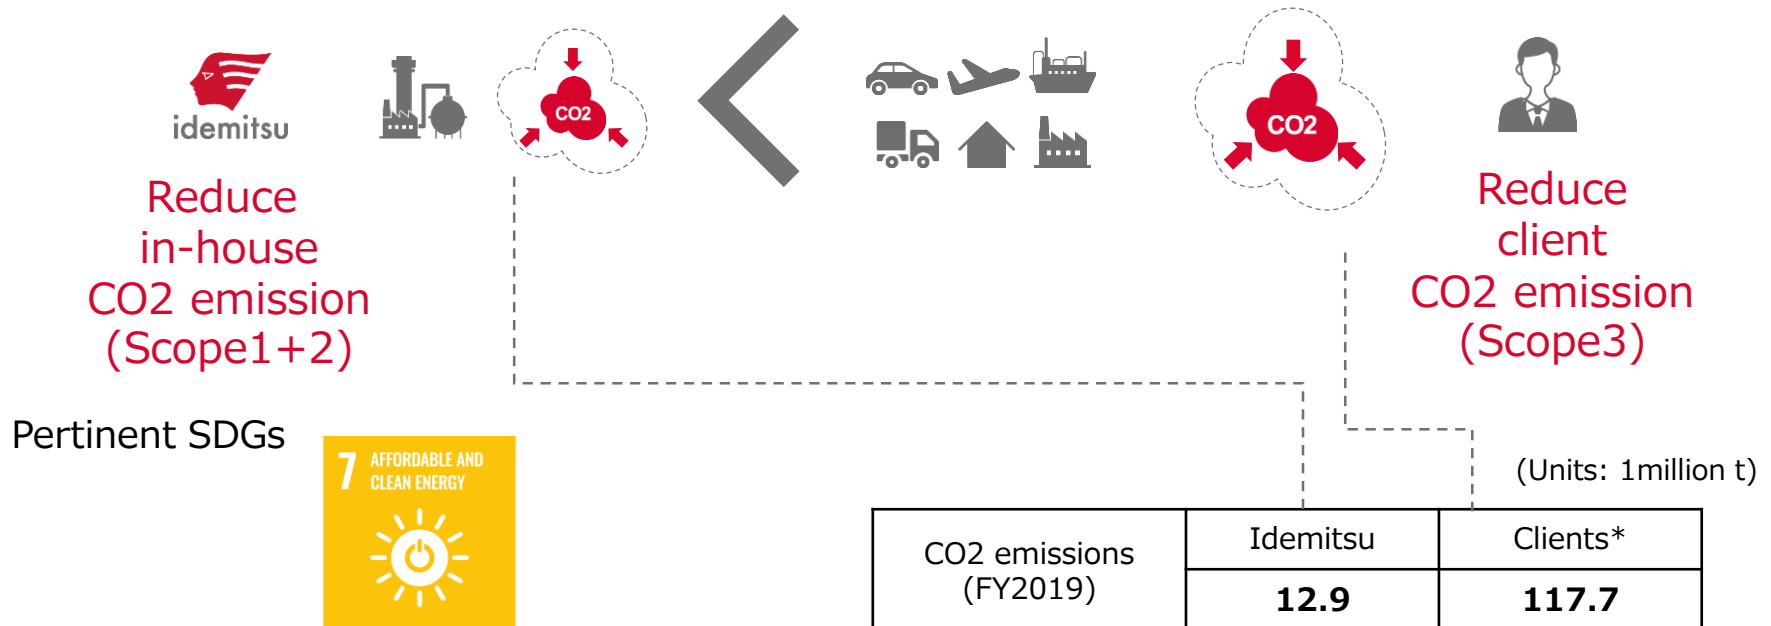 idemitsu
CO2
CO2
Reduce
in-house
CO2 emission
(Scope1+2)
Reduce
client
CO2 emission
(Scope3)
Pertinent SDGs
7 AFFORDABLE AND
CLEAN ENERGY
(Units: 1million t)
CO2 emissions
(FY2019)
Idemitsu
Clients*
12.9
117.7